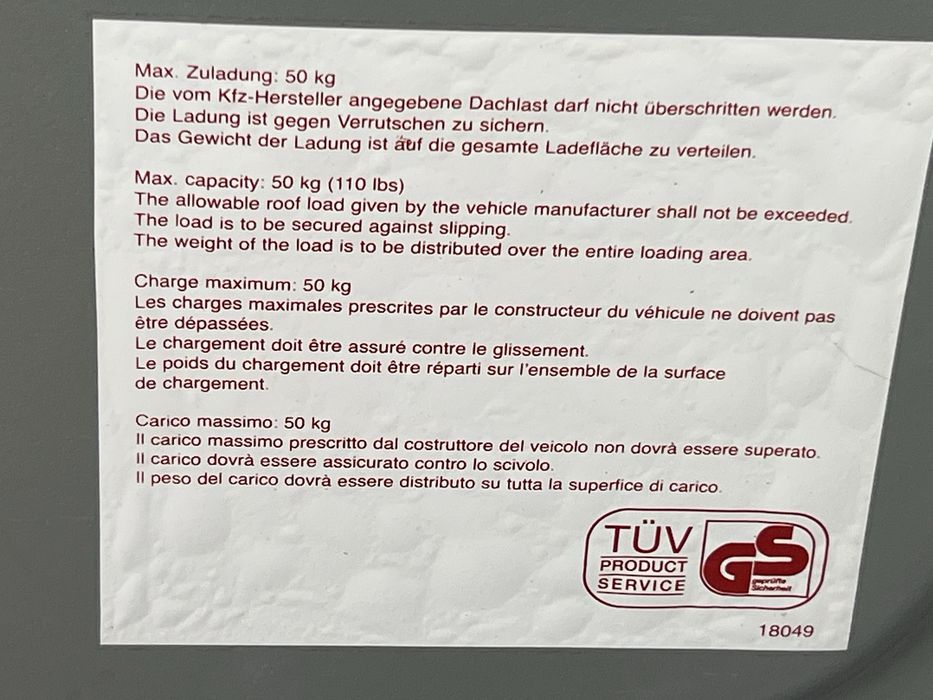 Max. Zuladung: 50 kg
Die vom Kfz-Hersteller angegebene Dachlast darf nicht überschritten werden.
Die Ladung ist gegen Verrutschen zu sichern.
Das Gewicht der Ladung ist auf die gesamte Ladefläche zu verteilen.
Max. capacity: 50 kg (110 lbs)
The allowable roof load given by the vehicle manufacturer shall not be exceeded.
The load is to be secured against slipping.
The weight of the load is to be distributed over the entire loading area.
Charge maximum: 50 kg
Les charges maximales prescrites par le constructeur du véhicule ne doivent pas
être dépassées.
Le chargement doit être assuré contre le glissement.
Le poids du chargement doit être réparti sur l'ensemble de la surface
de chargement.
Carico massimo: 50 kg
Il carico massimo prescritto dal costruttore del veicolo non dovrà essere superato.
Il carico dovrà essere assicurato contro lo scivolo.
Il peso del carico dovrà essere distributo su tutta la superfice di carico.
TÜV
PRODUCT
SERVICE
GS
geprüfte
Sicherheit
18049